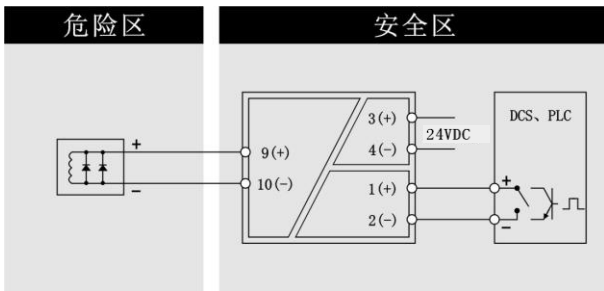 危险区
安全区
+
−
9(+)
10(−)
3(+)
4(−)
24VDC
1(+)
2(−)
DCS、PLC
+
−